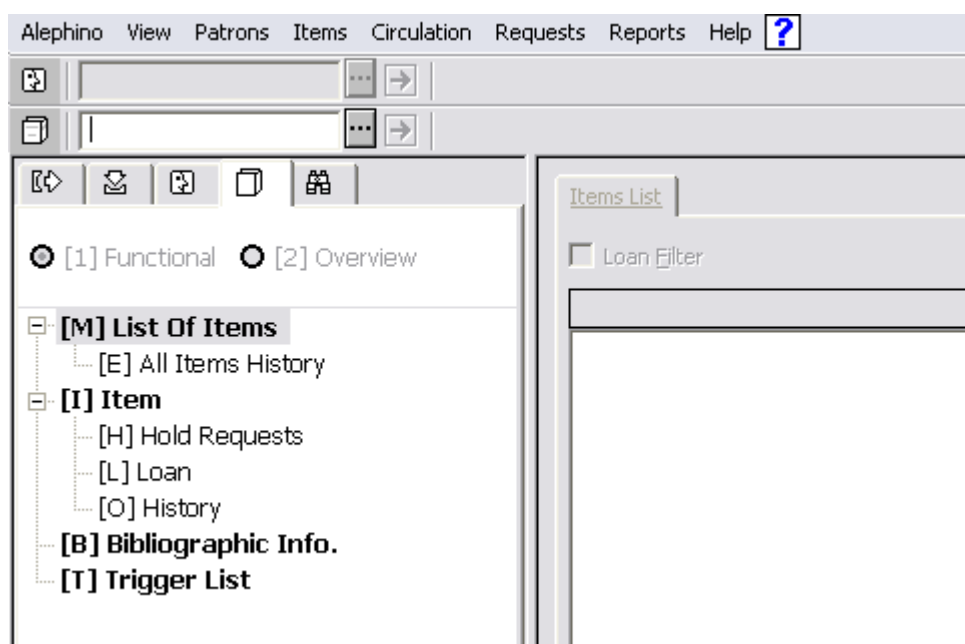 Alephino View Patrons Items Circulation Requests Reports Help ?
...
...
Items List
[1] Functional [2] Overview
Loan Filter
[M] List Of Items
[E] All Items History
[I] Item
[H] Hold Requests
[L] Loan
[O] History
[B] Bibliographic Info.
[T] Trigger List